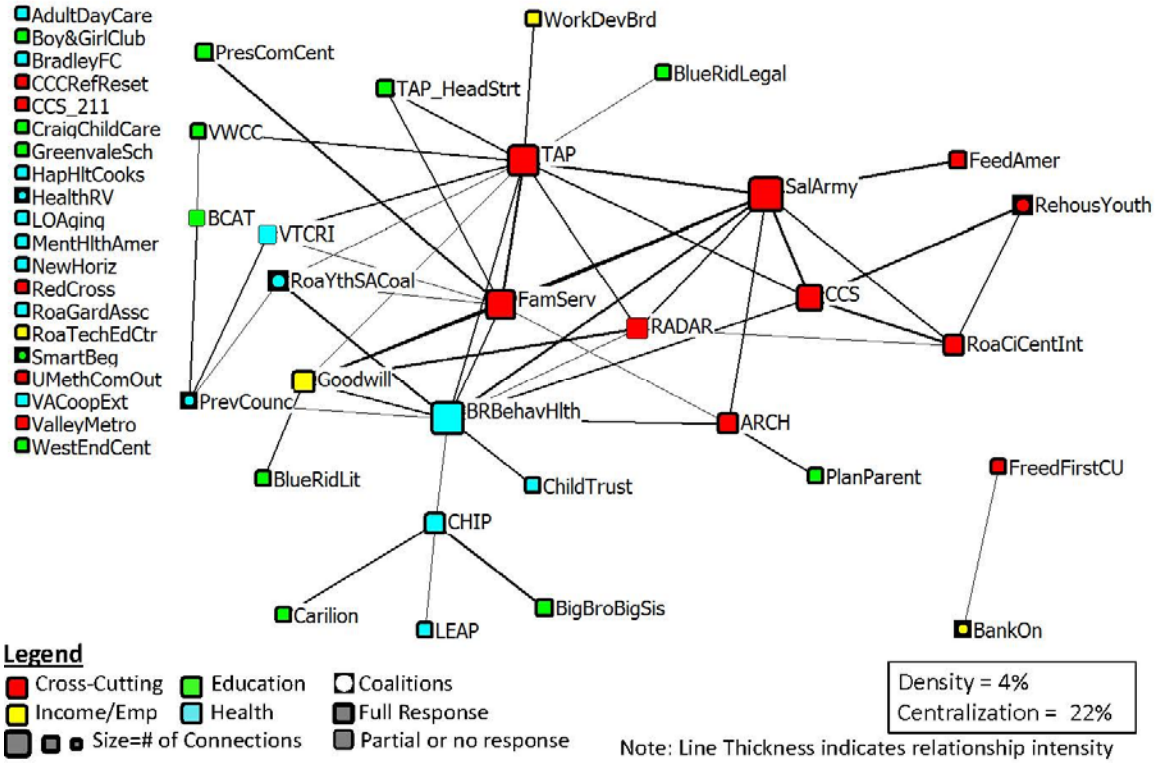 AdultDayCare
Boy&GirlClub
BradleyFC
CCCRefReset
CCS_211
CraigChildCare
GreenvaleSch
HapHltCooks
HealthRV
LOAging
MentHlthAmer
NewHoriz
RedCross
RoaGardAssc
RoaTechEdCtr
SmartBeg
UMethComOut
VACoopExt
ValleyMetro
WestEndCent
WorkDevBrd
PresComCent
BlueRidLegal
TAP_HeadStrt
VWCC
TAP
FeedAmer
SalArmy
RehousYouth
BCAT
VTCRI
RoaYthSACoal
FamServ
CCS
RADAR
RoaCiCentInt
Goodwill
PrevCounc
BRBehavHlth
ARCH
BlueRidLit
ChildTrust
PlanParent
FreedFirstCU
CHIP
Carilion
BigBroBigSis
LEAP
BankOn
Legend
Cross-Cutting Education Coalitions
Income/Emp Health Full Response
Size=# of Connections Partial or no response
Density = 4%
Centralization = 22%
Note: Line Thickness indicates relationship intensity